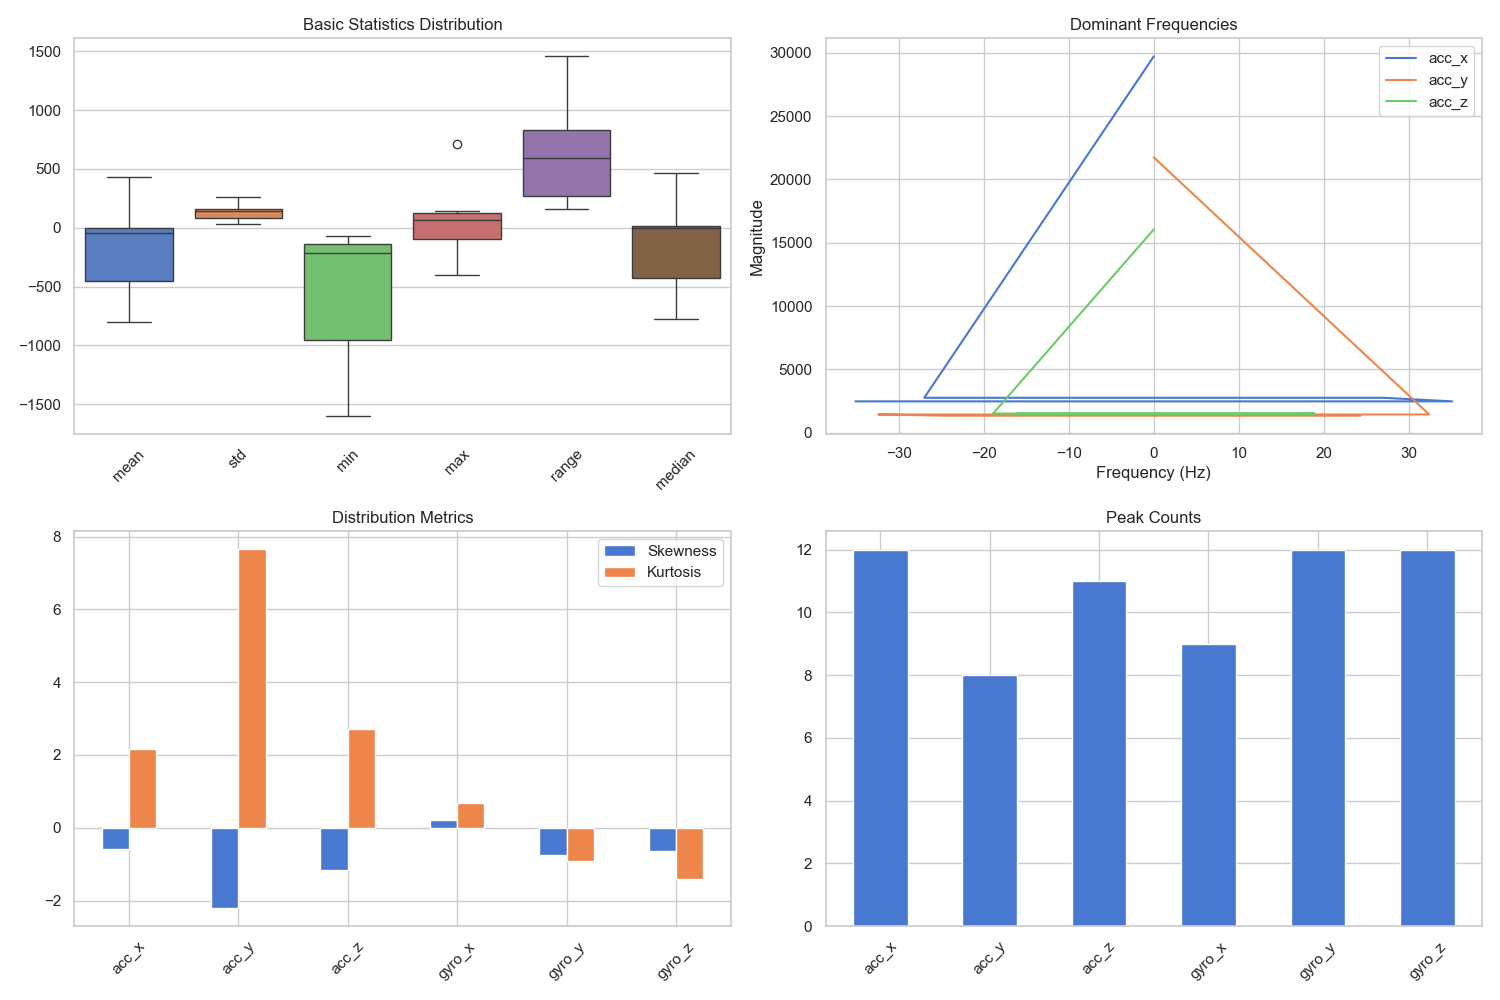 Basic Statistics Distribution
1500
1000
500
0
−500
−1000
−1500
mean
std
min
max
range
median
Dominant Frequencies
acc_x
acc_y
acc_z
30000
25000
20000
15000
10000
5000
0
Magnitude
−30
−20
−10
0
10
20
30
Frequency (Hz)
Distribution Metrics
Skewness
Kurtosis
8
6
4
2
0
−2
acc_x
acc_y
acc_z
gyro_x
gyro_y
gyro_z
Peak Counts
12
10
8
6
4
2
0
acc_x
acc_y
acc_z
gyro_x
gyro_y
gyro_z